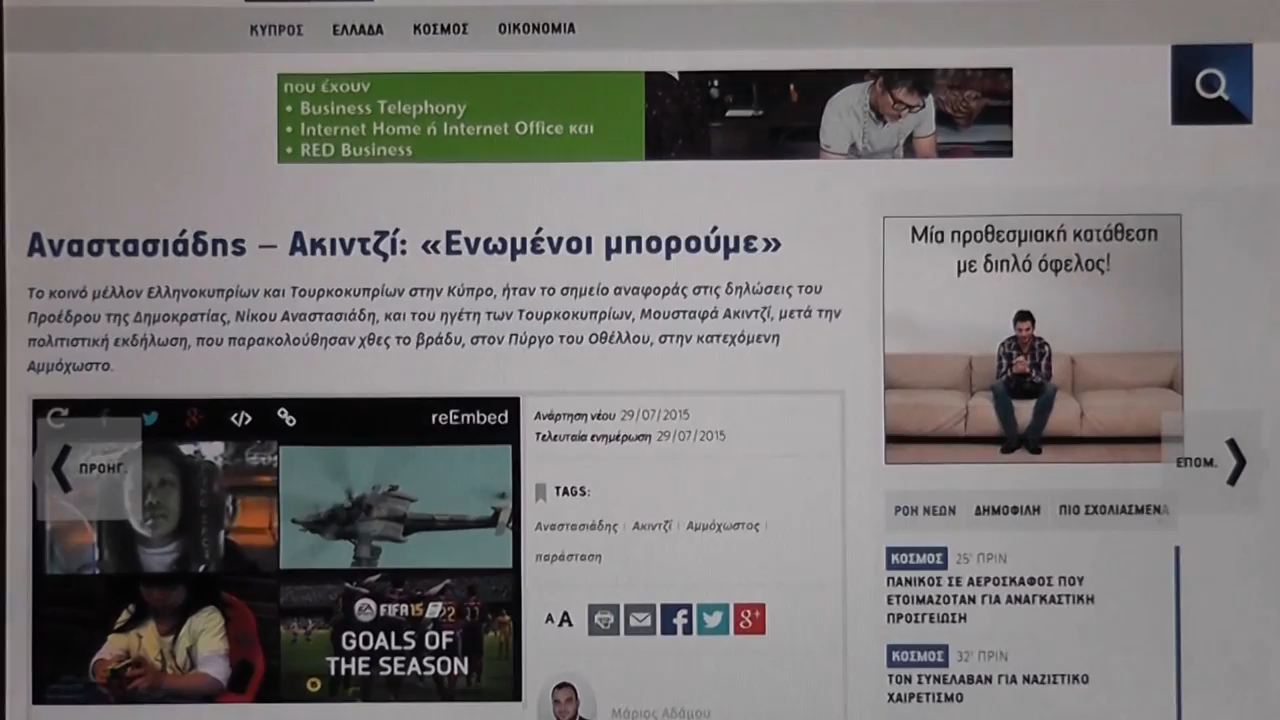 ΚΥΠΡΟΣ ΕΛΛΑΔΑ ΚΟΣΜΟΣ ΟΙΚΟΝΟΜΙΑ
που έχουν
• Business Telephony
• Internet Home ή Internet Office και
• RED Business
Αναστασιάδης – Ακιντζί: «Ενωμένοι μπορούμε»
Το κοινό μέλλον Ελληνοκυπρίων και Τουρκοκυπρίων στην Κύπρο, ήταν το σημείο αναφοράς στις δηλώσεις του
Προέδρου της Δημοκρατίας, Νίκου Αναστασιάδη, και του ηγέτη των Τουρκοκυπρίων, Μουσταφά Ακιντζί, μετά την
πολιτιστική εκδήλωση, που παρακολούθησαν χθες το βράδυ, στον Πύργο του Οθέλλου, στην κατεχόμενη
Αμμόχωστο.
reEmbed
ΠΡΟΗΓ.
EA FIFA 15
GOALS OF
THE SEASON
Ανάρτηση νέου 29/07/2015
Τελευταία ενημέρωση 29/07/2015
TAGS:
Αναστασιάδης | Ακιντζί | Αμμόχωστος |
παράσταση
A A
Μάριος Αδάμου
Μία προθεσμιακή κατάθεση
με διπλό όφελος!
ΕΠΟΜ.
ΡΟΗ ΝΕΩΝ ΔΗΜΟΦΙΛΗ ΠΙΟ ΣΧΟΛΙΑΣΜΕΝΑ
ΚΟΣΜΟΣ 25' ΠΡΙΝ
ΠΑΝΙΚΟΣ ΣΕ ΑΕΡΟΣΚΑΦΟΣ ΠΟΥ
ΕΤΟΙΜΑΖΟΤΑΝ ΓΙΑ ΑΝΑΓΚΑΣΤΙΚΗ
ΠΡΟΣΓΕΙΩΣΗ
ΚΟΣΜΟΣ 32' ΠΡΙΝ
ΤΟΝ ΣΥΝΕΛΑΒΑΝ ΓΙΑ ΝΑΖΙΣΤΙΚΟ
ΧΑΙΡΕΤΙΣΜΟ